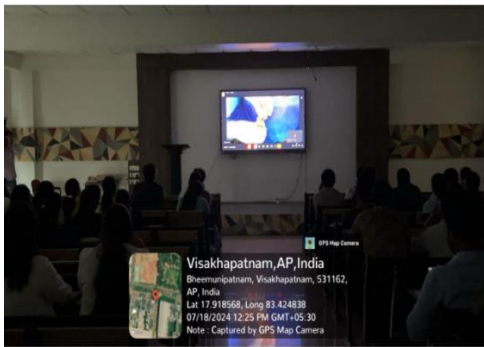 GPS Map Camera
Visakhapatnam,AP,India
Bheemunipatnam, Visakhapatnam, 531162,
AP, India
Lat 17.918568, Long 83.424838
07/18/2024 12:25 PM GMT+05:30
Note : Captured by GPS Map Camera